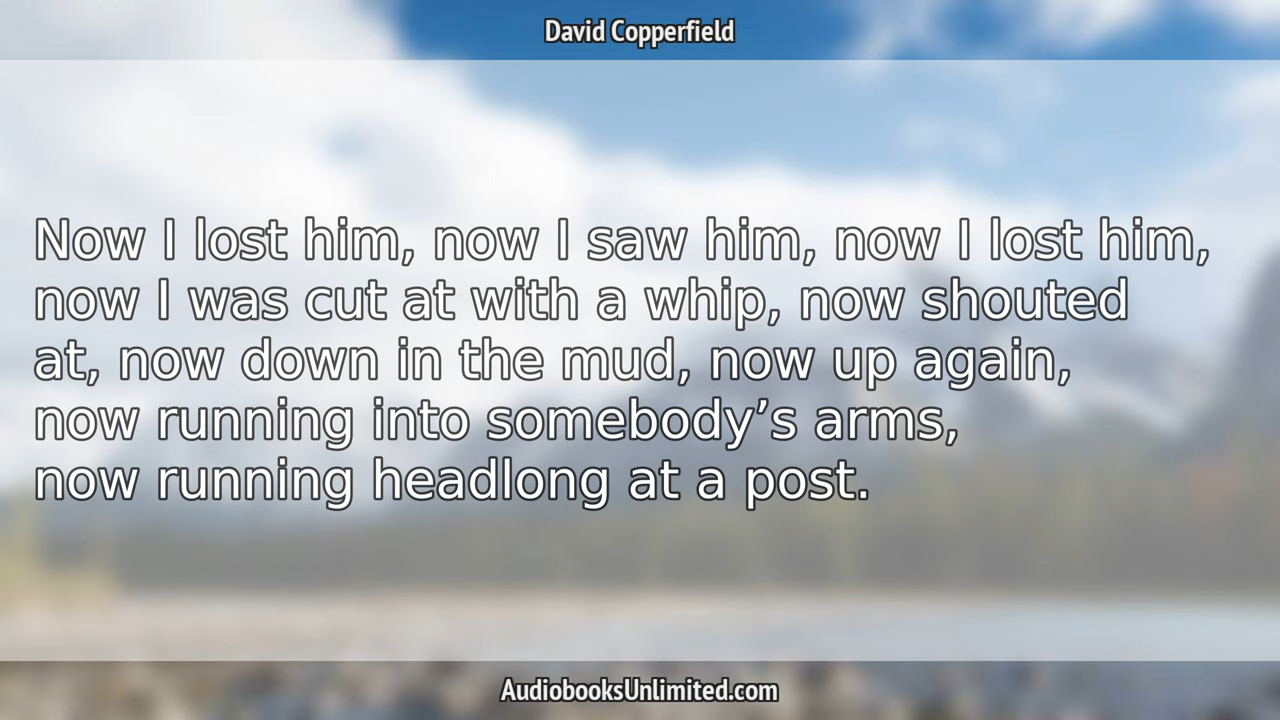 David Copperfield
Now I lost him, now I saw him, now I lost him,
now I was cut at with a whip, now shouted
at, now down in the mud, now up again,
now running into somebody’s arms,
now running headlong at a post.
AudiobooksUnlimited.com